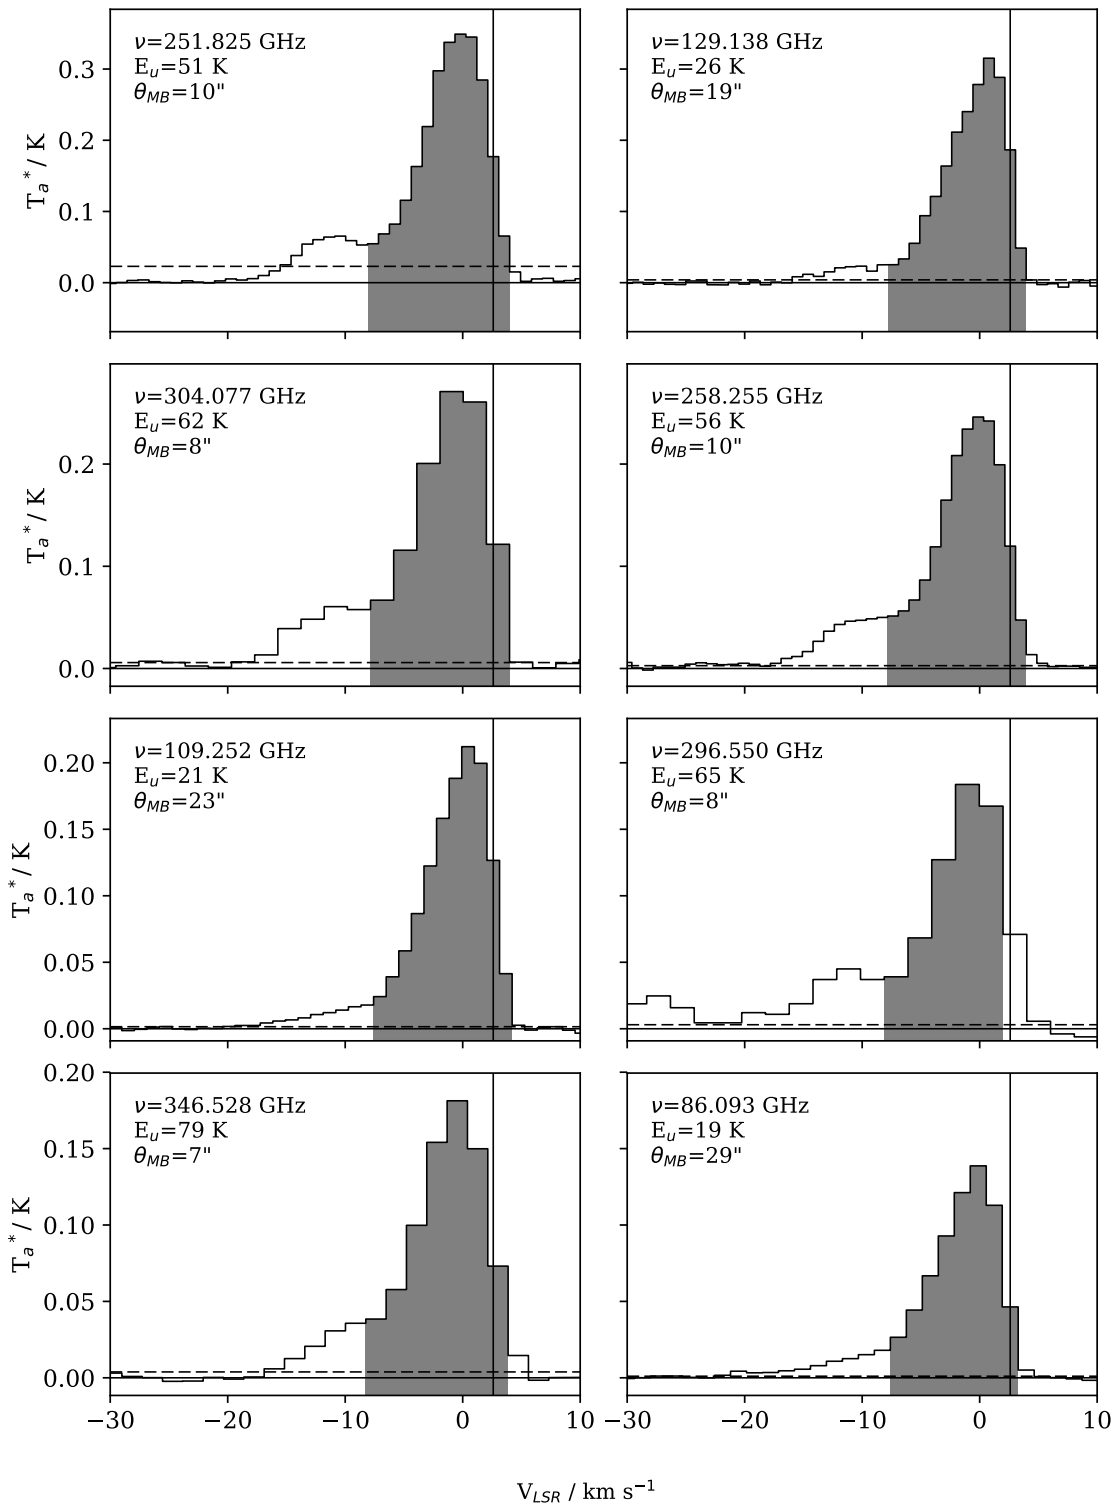 ν=251.825 GHz
E_u=51 K
θ_MB=10"
ν=129.138 GHz
E_u=26 K
θ_MB=19"
0.3
0.2
0.1
0.0
T_a^* / K
ν=304.077 GHz
E_u=62 K
θ_MB=8"
ν=258.255 GHz
E_u=56 K
θ_MB=10"
0.2
0.1
0.0
T_a^* / K
ν=109.252 GHz
E_u=21 K
θ_MB=23"
ν=296.550 GHz
E_u=65 K
θ_MB=8"
0.20
0.15
0.10
0.05
0.00
T_a^* / K
ν=346.528 GHz
E_u=79 K
θ_MB=7"
ν=86.093 GHz
E_u=19 K
θ_MB=29"
0.20
0.15
0.10
0.05
0.00
T_a^* / K
−30 −20 −10 0 10
−30 −20 −10 0 10
V_LSR / km s^−1